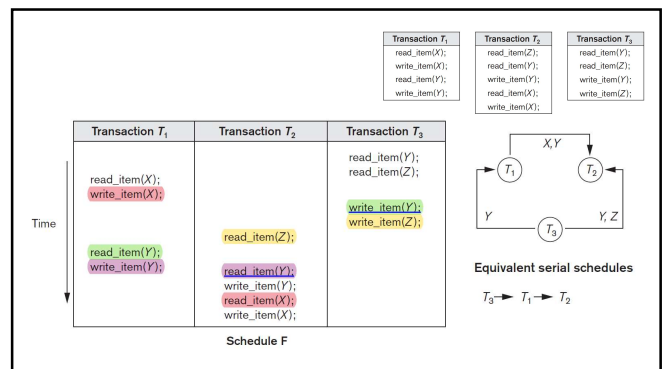 Transaction T₁
read_item(X);
write_item(X);
read_item(Y);
write_item(Y);
Transaction T₂
read_item(Z);
read_item(Y);
write_item(Y);
read_item(X);
write_item(X);
Transaction T₃
read_item(Y);
read_item(Z);
write_item(Y);
write_item(Z);
Transaction T₁ Transaction T₂ Transaction T₃
Time
read_item(Y);
read_item(Z);
read_item(X);
write_item(X);
write_item(Y);
write_item(Z);
read_item(Z);
read_item(Y);
write_item(Y);
read_item(Y);
write_item(Y);
read_item(X);
write_item(X);
Schedule F
X,Y
T₁
T₂
Y
Y, Z
T₃
Equivalent serial schedules
T₃ → T₁ → T₂